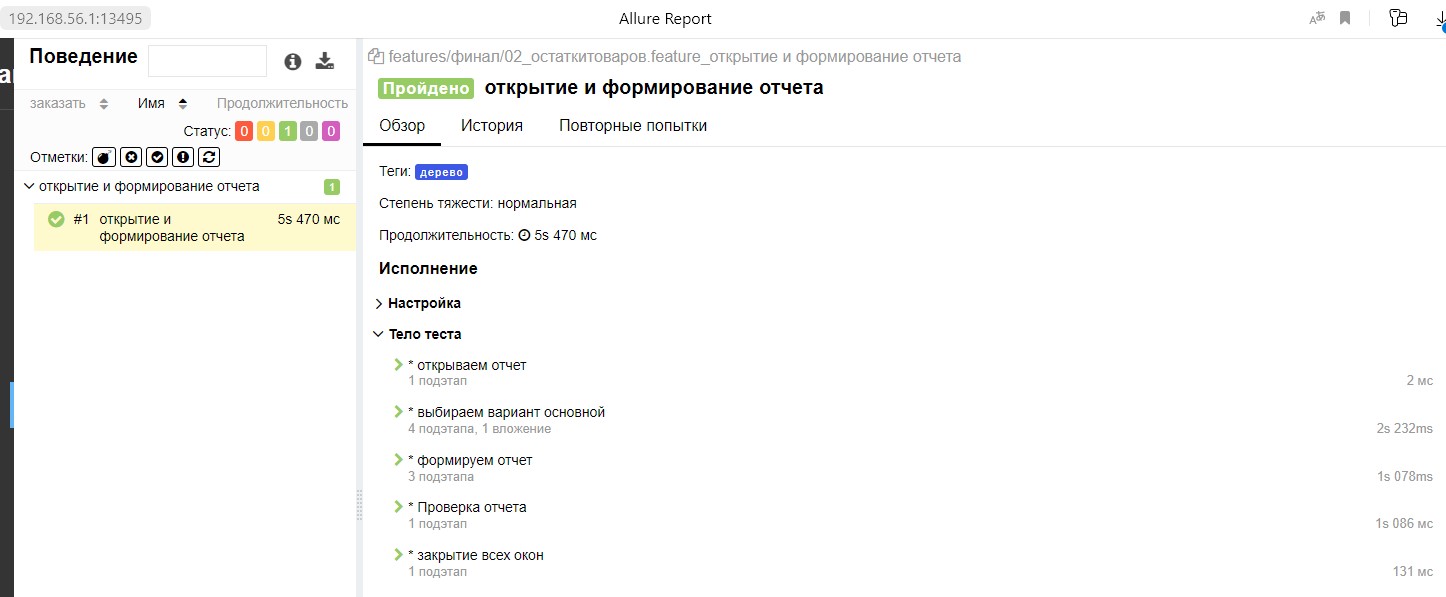 192.168.56.1:13495
Allure Report
Поведение
заказать Имя Продолжительность
Статус: 0 0 1 0 0
Отметки:
открытие и формирование отчета 1
#1 открытие и 5s 470 мс
формирование отчета
features/финал/02_остаткитоваров.feature_открытие и формирование отчета
Пройдено открытие и формирование отчета
Обзор История Повторные попытки
Теги: дерево
Степень тяжести: нормальная
Продолжительность: 5s 470 мс
Исполнение
Настройка
Тело теста
* открываем отчет
1 подэтап 2 мс
* выбираем вариант основной
4 подэтапа, 1 вложение 2s 232ms
* формируем отчет
3 подэтапа 1s 078ms
* Проверка отчета
1 подэтап 1s 086 мс
* закрытие всех окон
1 подэтап 131 мс